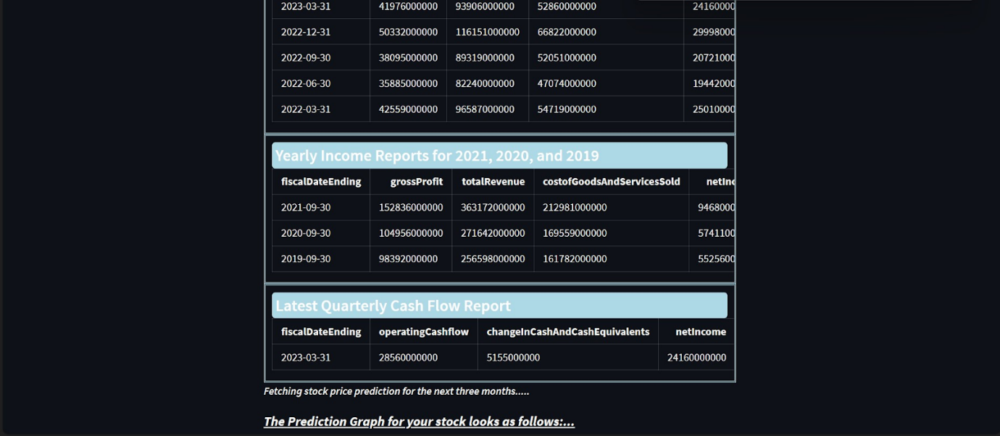 2023-03-31 41976000000 93906000000 52860000000 24160000
2022-12-31 50332000000 116151000000 66822000000 29998000
2022-09-30 38095000000 89319000000 52051000000 20721000
2022-06-30 35885000000 82240000000 47074000000 19442000
2022-03-31 42559000000 96587000000 54719000000 25010000
Yearly Income Reports for 2021, 2020, and 2019
fiscalDateEnding grossProfit totalRevenue costofGoodsAndServicesSold netInc
2021-09-30 152836000000 363172000000 212981000000 9468000
2020-09-30 104956000000 271642000000 169559000000 5741100
2019-09-30 98392000000 256598000000 161782000000 5525600
Latest Quarterly Cash Flow Report
fiscalDateEnding operatingCashflow changeInCashAndCashEquivalents netIncome
2023-03-31 28560000000 5155000000 24160000000
Fetching stock price prediction for the next three months.....
The Prediction Graph for your stock looks as follows:...